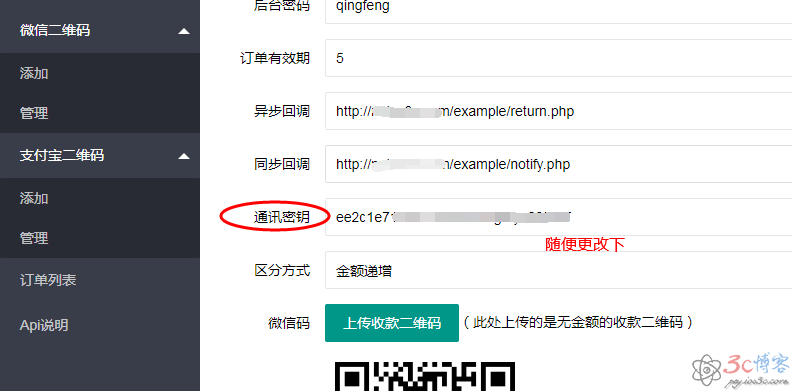 微信二维码
添加
管理
支付宝二维码
添加
管理
订单列表
Api说明
后台密码 qingfeng
订单有效期 5
异步回调 http:// m/example/return.php
同步回调 http:// /example/notify.php
通讯密钥 ee2c1e71
随便更改下
区分方式 金额递增
微信码 上传收款二维码 (此处上传的是无金额的收款二维码)
3c博客